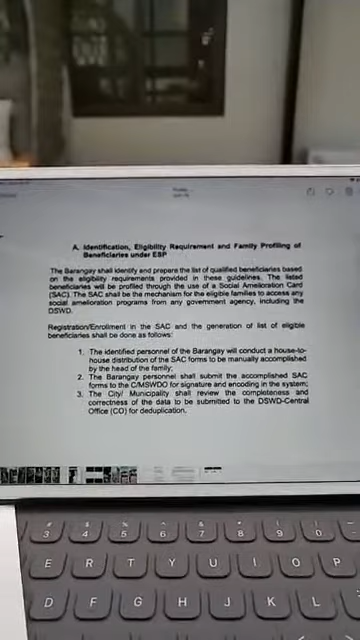 A. Identification, Eligibility Requirement and Family Profiling of
Beneficiaries under ESP
The Barangay shall identify and prepare the list of qualified beneficiaries based
on the eligibility requirements provided in these guidelines. The listed
beneficiaries will be profiled through the use of a Social Amelioration Card
(SAC). The SAC shall be the mechanism for the eligible families to access any
social amelioration programs from any government agency, including the
DSWD.
Registration/Enrollment in the SAC and the generation of list of eligible
beneficiaries shall be done as follows:
1. The identified personnel of the Barangay will conduct a house-to-
house distribution of the SAC forms to be manually accomplished
by the head of the family;
2. The Barangay personnel shall submit the accomplished SAC
forms to the C/MSWDO for signature and encoding in the system;
3. The City/ Municipality shall review the completeness and
correctness of the data to be submitted to the DSWD-Central
Office (CO) for deduplication.
# $ % ^ & * ( )
3 4 5 6 7 8 9 0
E R T Y U I O P
D F G H J K L